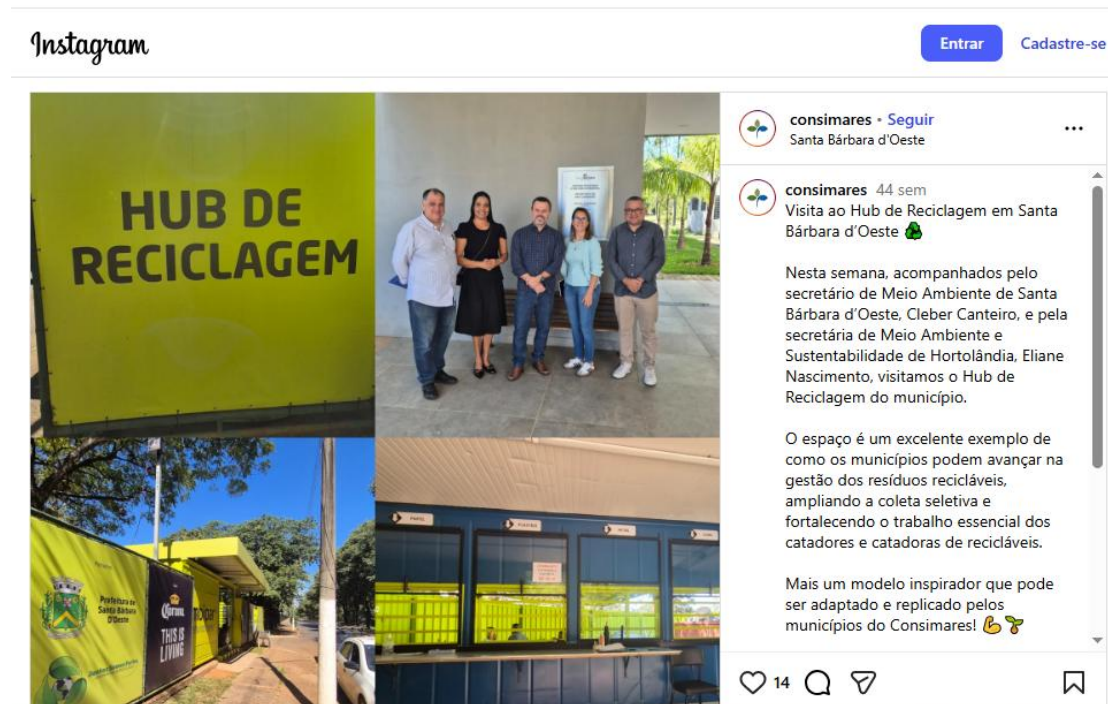 Instagram
Entrar
Cadastre-se
HUB DE
RECICLAGEM
Prefeitura de
Santa Bárbara
D'Oeste
Corona
THIS IS
LIVING
PAPEL
PLÁSTICO
METAL
consimares • Seguir
Santa Bárbara d'Oeste
consimares 44 sem
Visita ao Hub de Reciclagem em Santa
Bárbara d’Oeste
Nesta semana, acompanhados pelo
secretário de Meio Ambiente de Santa
Bárbara d’Oeste, Cleber Canteiro, e pela
secretária de Meio Ambiente e
Sustentabilidade de Hortolândia, Eliane
Nascimento, visitamos o Hub de
Reciclagem do município.
O espaço é um excelente exemplo de
como os municípios podem avançar na
gestão dos resíduos recicláveis,
ampliando a coleta seletiva e
fortalecendo o trabalho essencial dos
catadores e catadoras de recicláveis.
Mais um modelo inspirador que pode
ser adaptado e replicado pelos
municípios do Consimares! 💪🌱
14